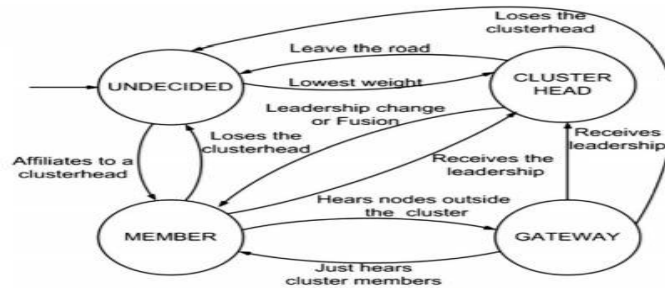 Loses the
clusterhead
Leave the road
Lowest weight
UNDECIDED
CLUSTER
HEAD
Leadership change
or Fusion
Loses the
clusterhead
Receives
leadership
Affiliates to a
clusterhead
Receives the
leadership
Hears nodes outside
the cluster
MEMBER
GATEWAY
Just hears
cluster members